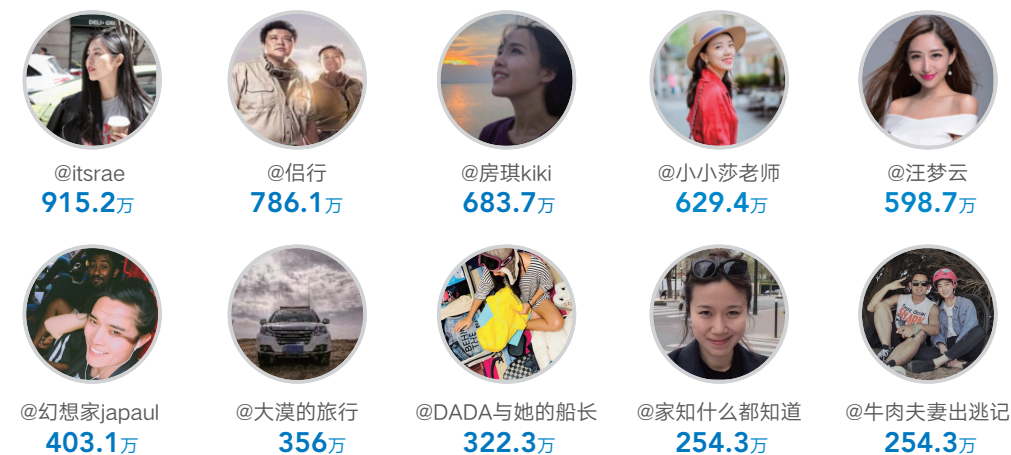 DELI • GRI
@itsrae
@侣行
@房琪kiki
@小小莎老师
@汪梦云
915.2万
786.1万
683.7万
629.4万
598.7万
@幻想家japaul
@大漠的旅行
@DADA与她的船长
@家知什么都知道
@牛肉夫妻出逃记
403.1万
356万
322.3万
254.3万
254.3万